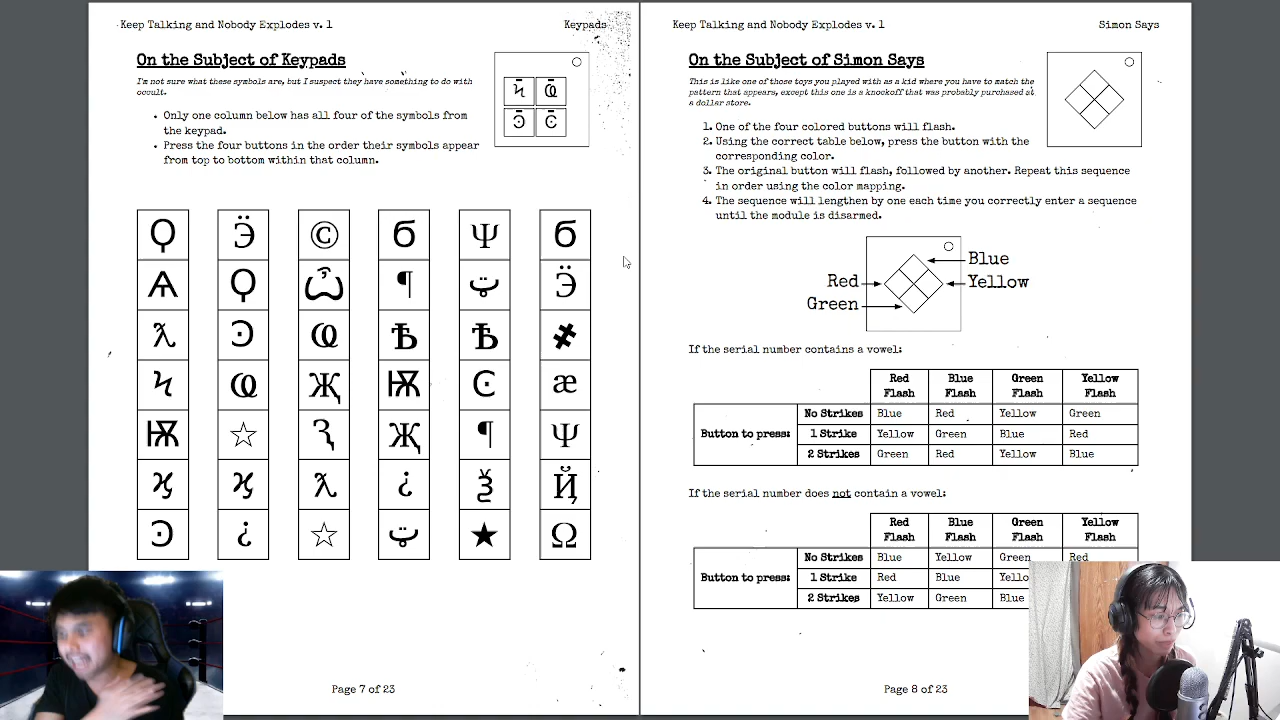 Keep Talking and Nobody Explodes v. 1
Keypads
On the Subject of Keypads
I'm not sure what these symbols are, but I suspect they have something to do with
occult.
• Only one column below has all four of the symbols from
the keypad.
• Press the four buttons in the order their symbols appear
from top to bottom within that column.
Ϙ Ӭ © б Ψ б
Ѧ Ϙ Ѽ ¶ ټ Ӭ
ƛ Ͽ Ҩ Ѣ Ѣ ҂
Ϟ Ҩ Җ Ѭ Ͼ æ
Ѭ ☆ Ԇ Җ ¶ Ψ
ϗ ϗ ƛ ¿ Ѯ Ҋ
Ͽ ¿ ☆ ټ ★ Ω
Page 7 of 23
Keep Talking and Nobody Explodes v. 1
Simon Says
On the Subject of Simon Says
This is like one of those toys you played with as a kid where you have to match the
pattern that appears, except this one is a knockoff that was probably purchased at
a dollar store.
1. One of the four colored buttons will flash.
2. Using the correct table below, press the button with the
corresponding color.
3. The original button will flash, followed by another. Repeat this sequence
in order using the color mapping.
4. The sequence will lengthen by one each time you correctly enter a sequence
until the module is disarmed.
Blue
Red
Yellow
Green
If the serial number contains a vowel:
Red Blue Green Yellow
Flash Flash Flash Flash
No Strikes Blue Red Yellow Green
Button to press: 1 Strike Yellow Green Blue Red
2 Strikes Green Red Yellow Blue
If the serial number does not contain a vowel:
Red Blue Green Yellow
Flash Flash Flash Flash
No Strikes Blue Yellow Green Red
Button to press: 1 Strike Red Blue
2 Strikes Yellow Green Blue
Page 8 of 23